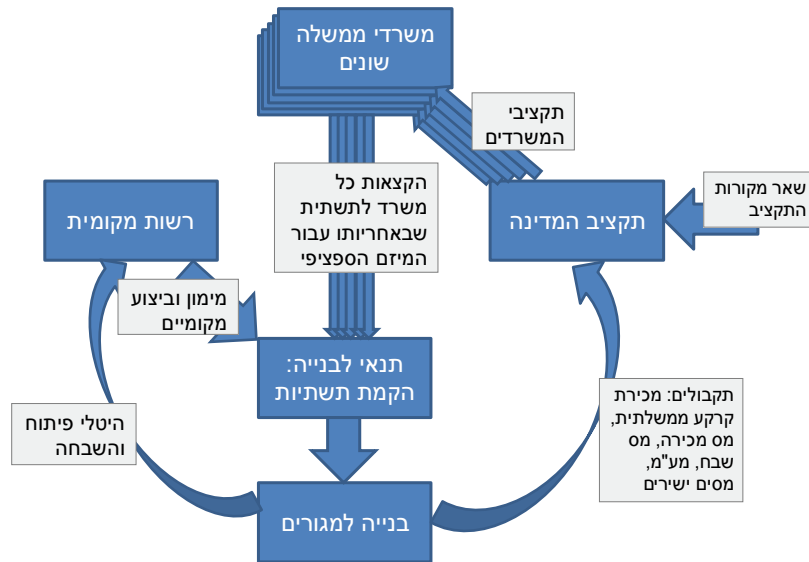 משרדי ממשלה
שונים
תקציבי
המשרדים
שאר מקורות
התקציב
תקציב המדינה
הקצאות כל
משרד לתשתית
שבאחריותו עבור
המיזם הספציפי
רשות מקומית
מימון וביצוע
מקומיים
תנאי לבנייה:
הקמת תשתיות
תקבולים: מכירת
קרקע ממשלתית,
מס מכירה, מס
שבח, מע"מ,
מסים ישירים
היטלי פיתוח
והשבחה
בנייה למגורים